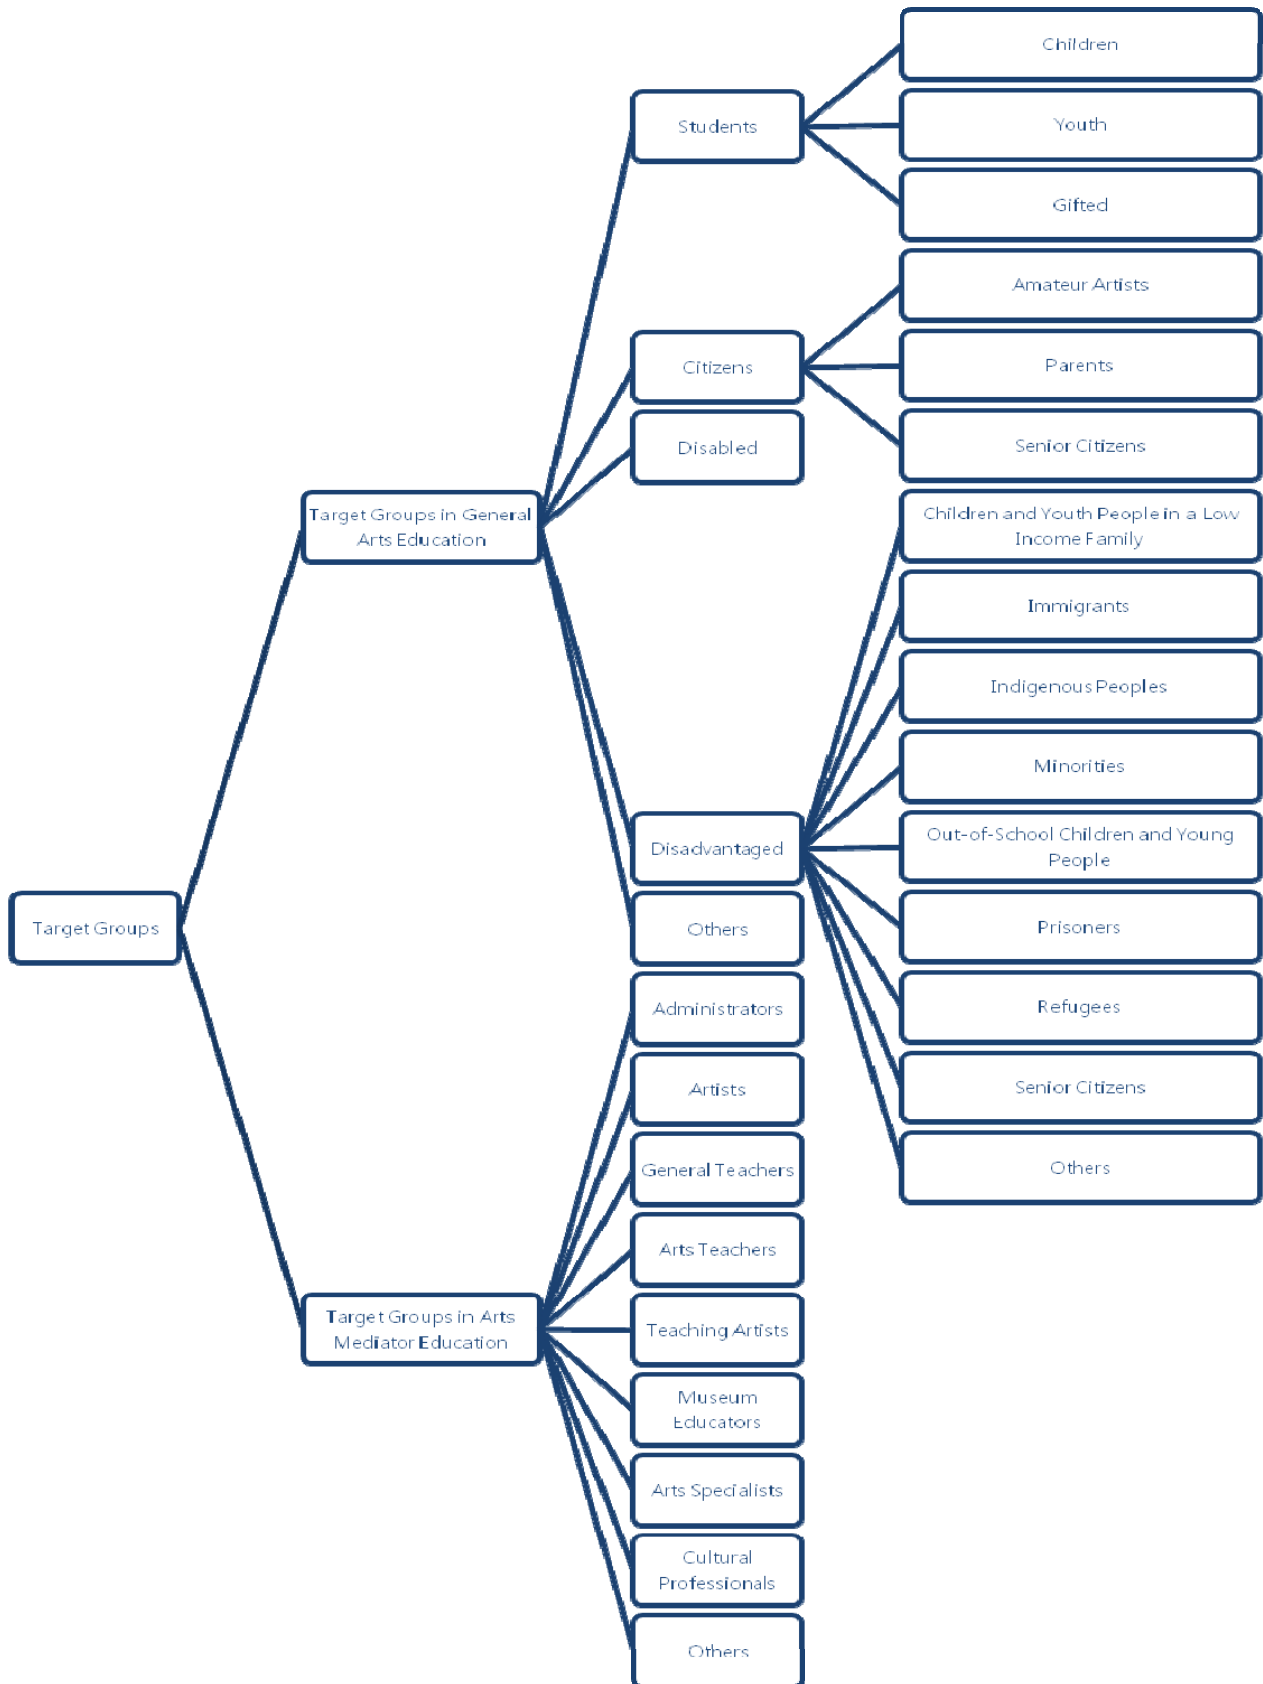 Children
Students
Youth
Gifted
Amateur Artists
Citizens
Parents
Disabled
Senior Citizens
Target Groups in General
Arts Education
Children and Youth People in a Low
Income Family
Immigrants
Indigenous Peoples
Minorities
Disadvantaged
Out-of-School Children and Young
People
Target Groups
Others
Prisoners
Administrators
Refugees
Artists
Senior Citizens
General Teachers
Others
Arts Teachers
Target Groups in Arts
Mediator Education
Teaching Artists
Museum
Educators
Arts Specialists
Cultural
Professionals
Others